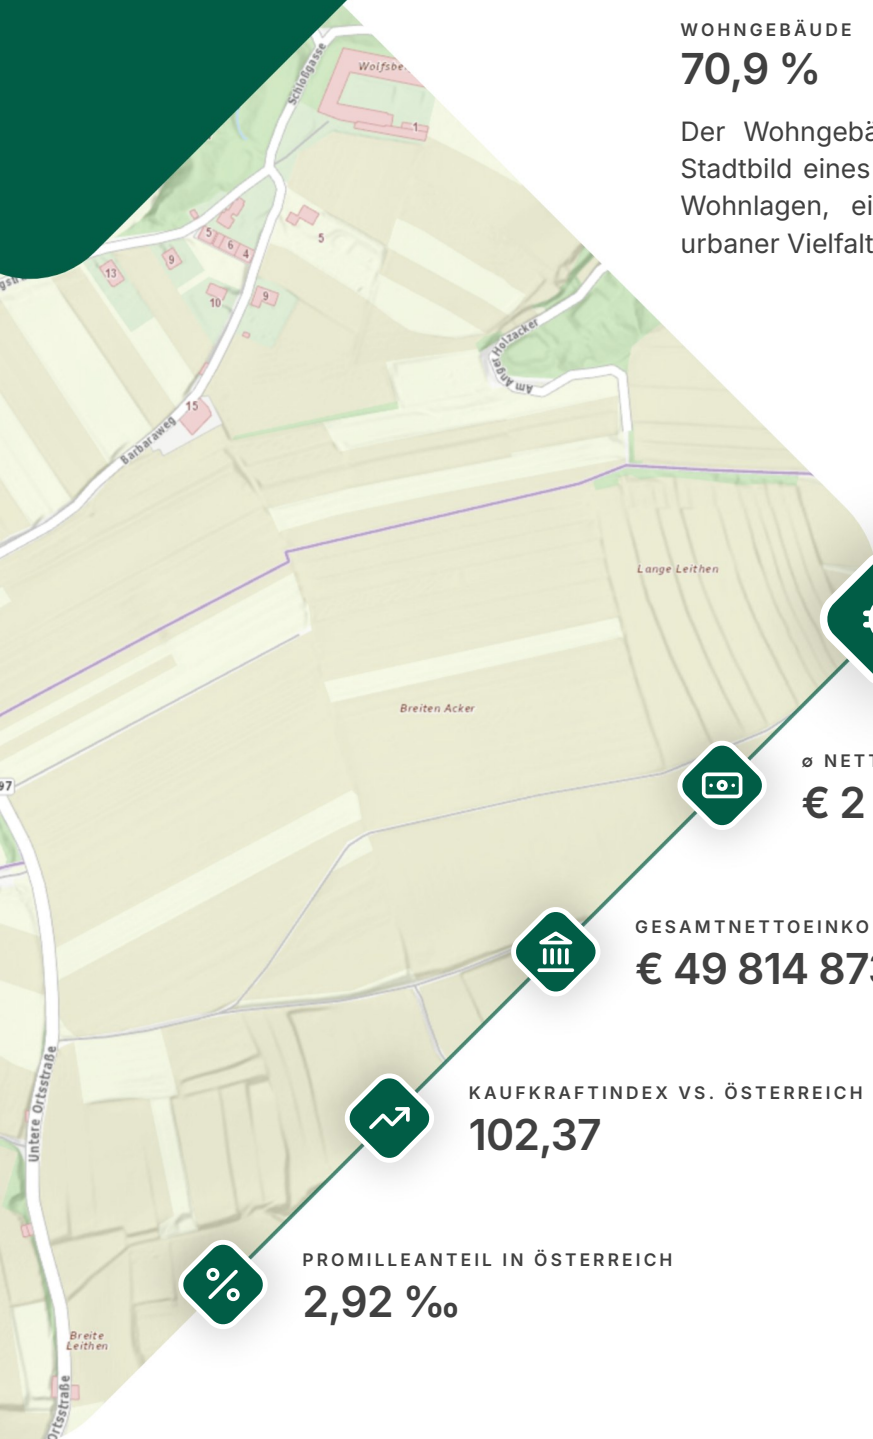 WOHNGEBÄUDE
70,9 %
Der Wohngebä
Stadtbild eines
Wohnlagen, ei
urbaner Vielfalt
Wolfsbe
Schloßgasse
1
5
6
4
5
13
9
10
9
15
Barbaraweg
Am Anger
Holzacker
Lange Leithen
Breiten Acker
97
ø NETT
€ 2
GESAMTNETTOEINKO
€ 49 814 873
KAUFKRAFTINDEX VS. ÖSTERREICH
102,37
Untere Ortsstraße
PROMILLEANTEIL IN ÖSTERREICH
2,92 ‰
Breite
Leithen
Ortsstraße